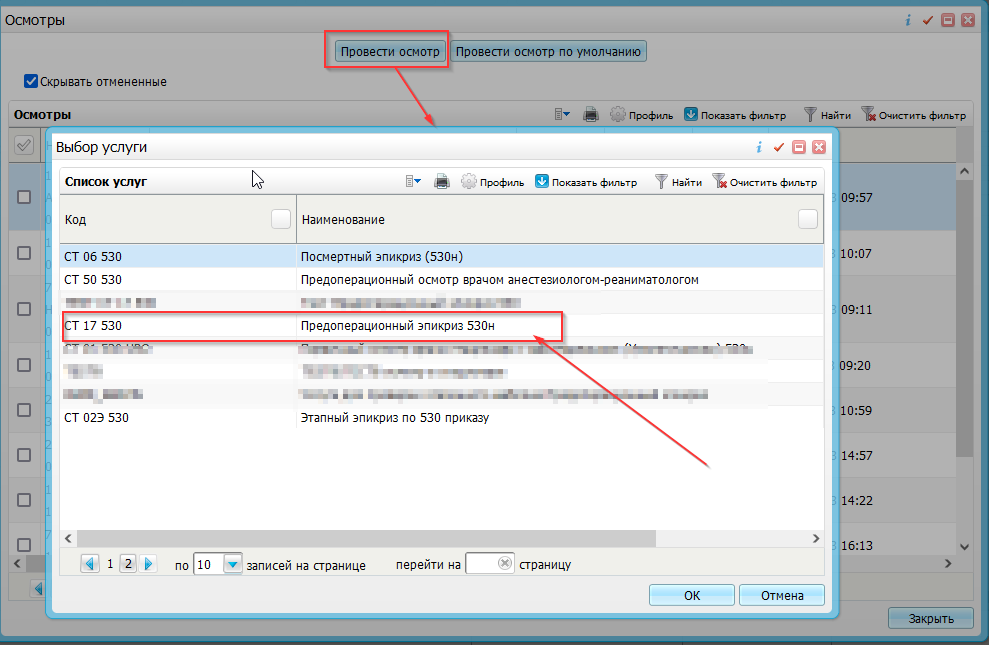 Осмотры
Провести осмотр Провести осмотр по умолчанию
Скрывать отмененные
Осмотры Профиль Показать фильтр Найти Очистить фильтр
Выбор услуги
Список услуг Профиль Показать фильтр Найти Очистить фильтр
09:57
Код Наименование
10:07
СТ 06 530 Посмертный эпикриз (530н)
СТ 50 530 Предоперационный осмотр врачом анестезиологом-реаниматологом
09:11
СТ 17 530 Предоперационный эпикриз 530н
09:20
10:59
СТ 02Э 530 Этапный эпикриз по 530 приказу
14:57
14:22
16:13
1 2 по 10 записей на странице перейти на страницу
ОК Отмена
Закрыть